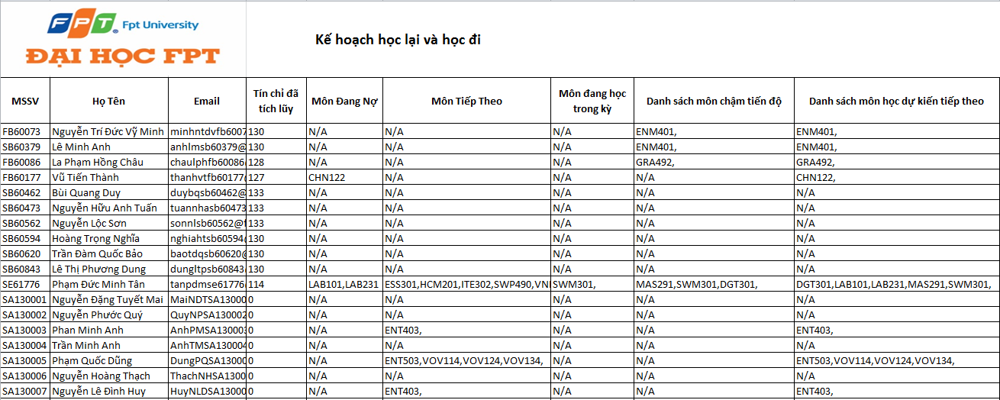 FPT Fpt University
ĐẠI HỌC FPT
Kế hoạch học lại và học đi
MSSV Họ Tên Email Tín chỉ đã tích lũy Môn Đang Nợ Môn Tiếp Theo Môn đang học trong kỳ Danh sách môn chậm tiến độ Danh sách môn học dự kiến tiếp theo
FB60073 Nguyễn Trí Đức Vỹ Minh minhntdvfb6007 130 N/A N/A N/A ENM401, ENM401,
SB60379 Lê Minh Anh anhlmsb60379@ 130 N/A N/A N/A ENM401, ENM401,
FB60086 La Phạm Hồng Châu chaulphfb60086 128 N/A N/A N/A GRA492, GRA492,
FB60177 Vũ Tiến Thành thanhvtfb60177 127 CHN122 N/A N/A N/A CHN122,
SB60462 Bùi Quang Duy duybqsb60462@ 133 N/A N/A N/A N/A N/A
SB60473 Nguyễn Hữu Anh Tuấn tuannhasb60473 133 N/A N/A N/A N/A N/A
SB60562 Nguyễn Lộc Sơn sonnlsb60562@ 133 N/A N/A N/A N/A N/A
SB60594 Hoàng Trọng Nghĩa nghiahtsb60594 130 N/A N/A N/A N/A N/A
SB60620 Trần Đàm Quốc Bảo baotdqsb60620@ 130 N/A N/A N/A N/A N/A
SB60843 Lê Thị Phương Dung dungltpsb60843 130 N/A N/A N/A N/A N/A
SE61776 Phạm Đức Minh Tân tanpdmse61776 114 LAB101,LAB231 ESS301,HCM201,ITE302,SWP490,VN SWM301, MAS291,SWM301,DGT301, DGT301,LAB101,LAB231,MAS291,SWM301,
SA130001 Nguyễn Đặng Tuyết Mai MaiNDTSA13000 0 N/A N/A N/A N/A N/A
SA130002 Nguyễn Phước Quý QuyNPSA130002 0 N/A N/A N/A N/A N/A
SA130003 Phan Minh Anh AnhPMSA130003 0 N/A ENT403, N/A N/A ENT403,
SA130004 Trần Minh Anh AnhTMSA130004 0 N/A N/A N/A N/A N/A
SA130005 Phạm Quốc Dũng DungPQSA13000 0 N/A ENT503,VOV114,VOV124,VOV134, N/A N/A ENT503,VOV114,VOV124,VOV134,
SA130006 Nguyễn Hoàng Thạch ThachNHSA1300 0 N/A N/A N/A N/A N/A
SA130007 Nguyễn Lê Đình Huy HuyNLDSA13000 0 N/A ENT403, N/A N/A ENT403,